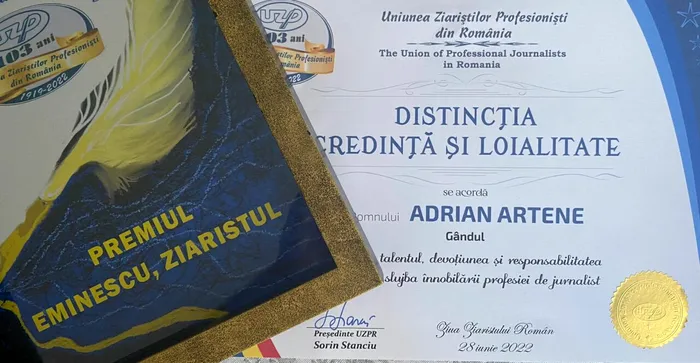 uzp
103 ani
Uniunea Ziariștilor Profesioniști
din România
1919-2022
PREMIUL
EMINESCU, ZIARISTUL
Uniunea Ziariștilor Profesioniști
din România
The Union of Professional Journalists
in Romania
DISTINCȚIA
CREDINȚĂ ȘI LOIALITATE
se acordă
omnului ADRIAN ARTENE
Gândul
talentul, devoțiunea și responsabilitatea
slujba înnobilării profesiei de jurnalist
Președinte UZPR
Sorin Stanciu
Ziua Ziaristului Român
28 iunie 2022